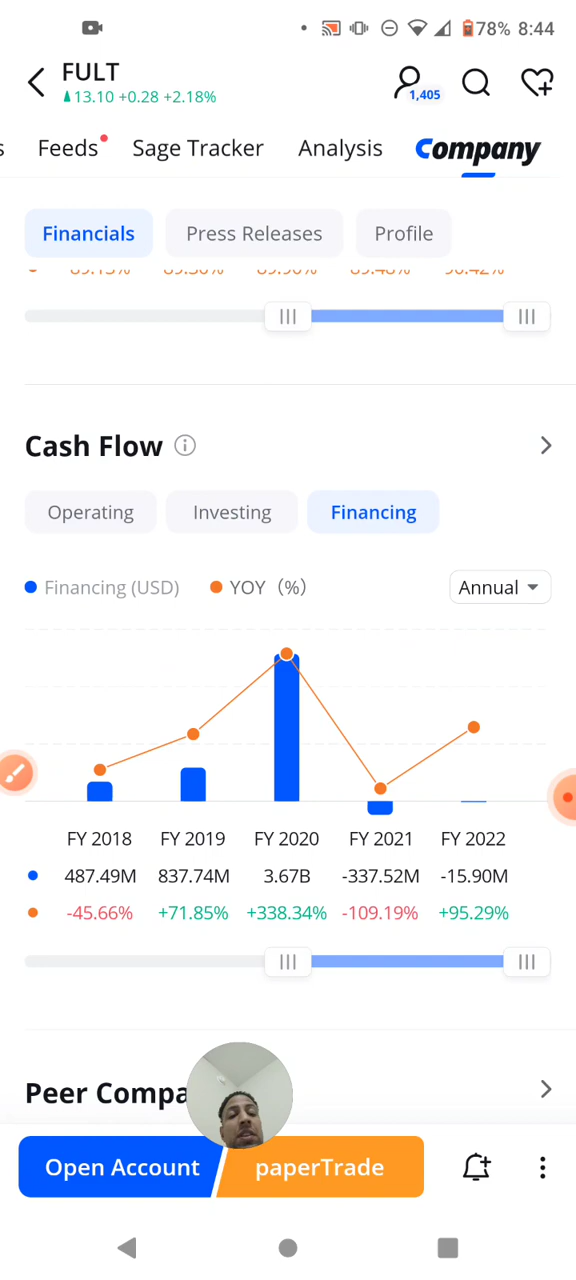 78% 8:44
FULT
13.10 +0.28 +2.18%
1,405
s Feeds Sage Tracker Analysis Company
Financials Press Releases Profile
Cash Flow
Operating Investing Financing
Financing (USD) YOY (%) Annual
FY 2018 FY 2019 FY 2020 FY 2021 FY 2022
487.49M 837.74M 3.67B -337.52M -15.90M
-45.66% +71.85% +338.34% -109.19% +95.29%
Peer Compa
Open Account paperTrade